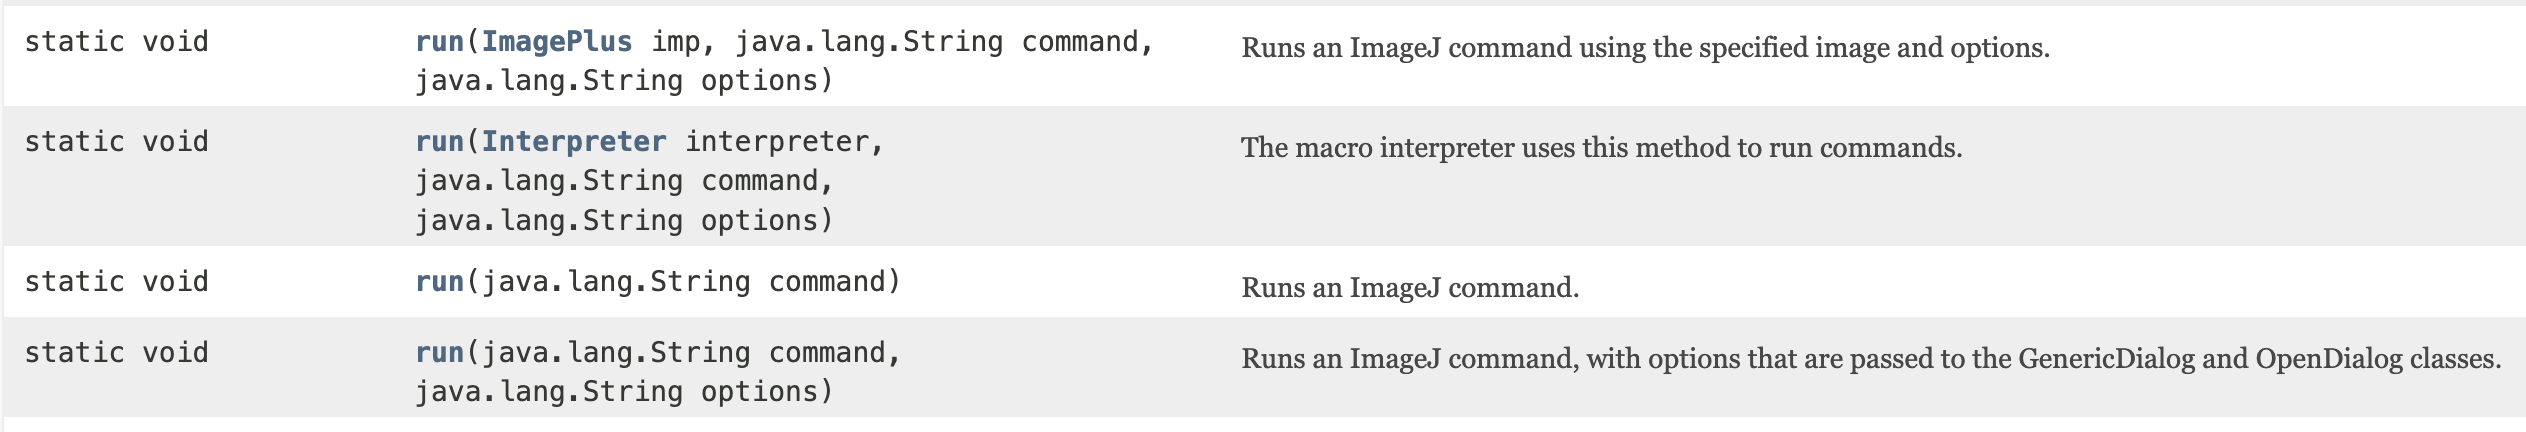 static void run(ImagePlus imp, java.lang.String command, Runs an ImageJ command using the specified image and options.
java.lang.String options)
static void run(Interpreter interpreter, The macro interpreter uses this method to run commands.
java.lang.String command,
java.lang.String options)
static void run(java.lang.String command) Runs an ImageJ command.
static void run(java.lang.String command, Runs an ImageJ command, with options that are passed to the GenericDialog and OpenDialog classes.
java.lang.String options)